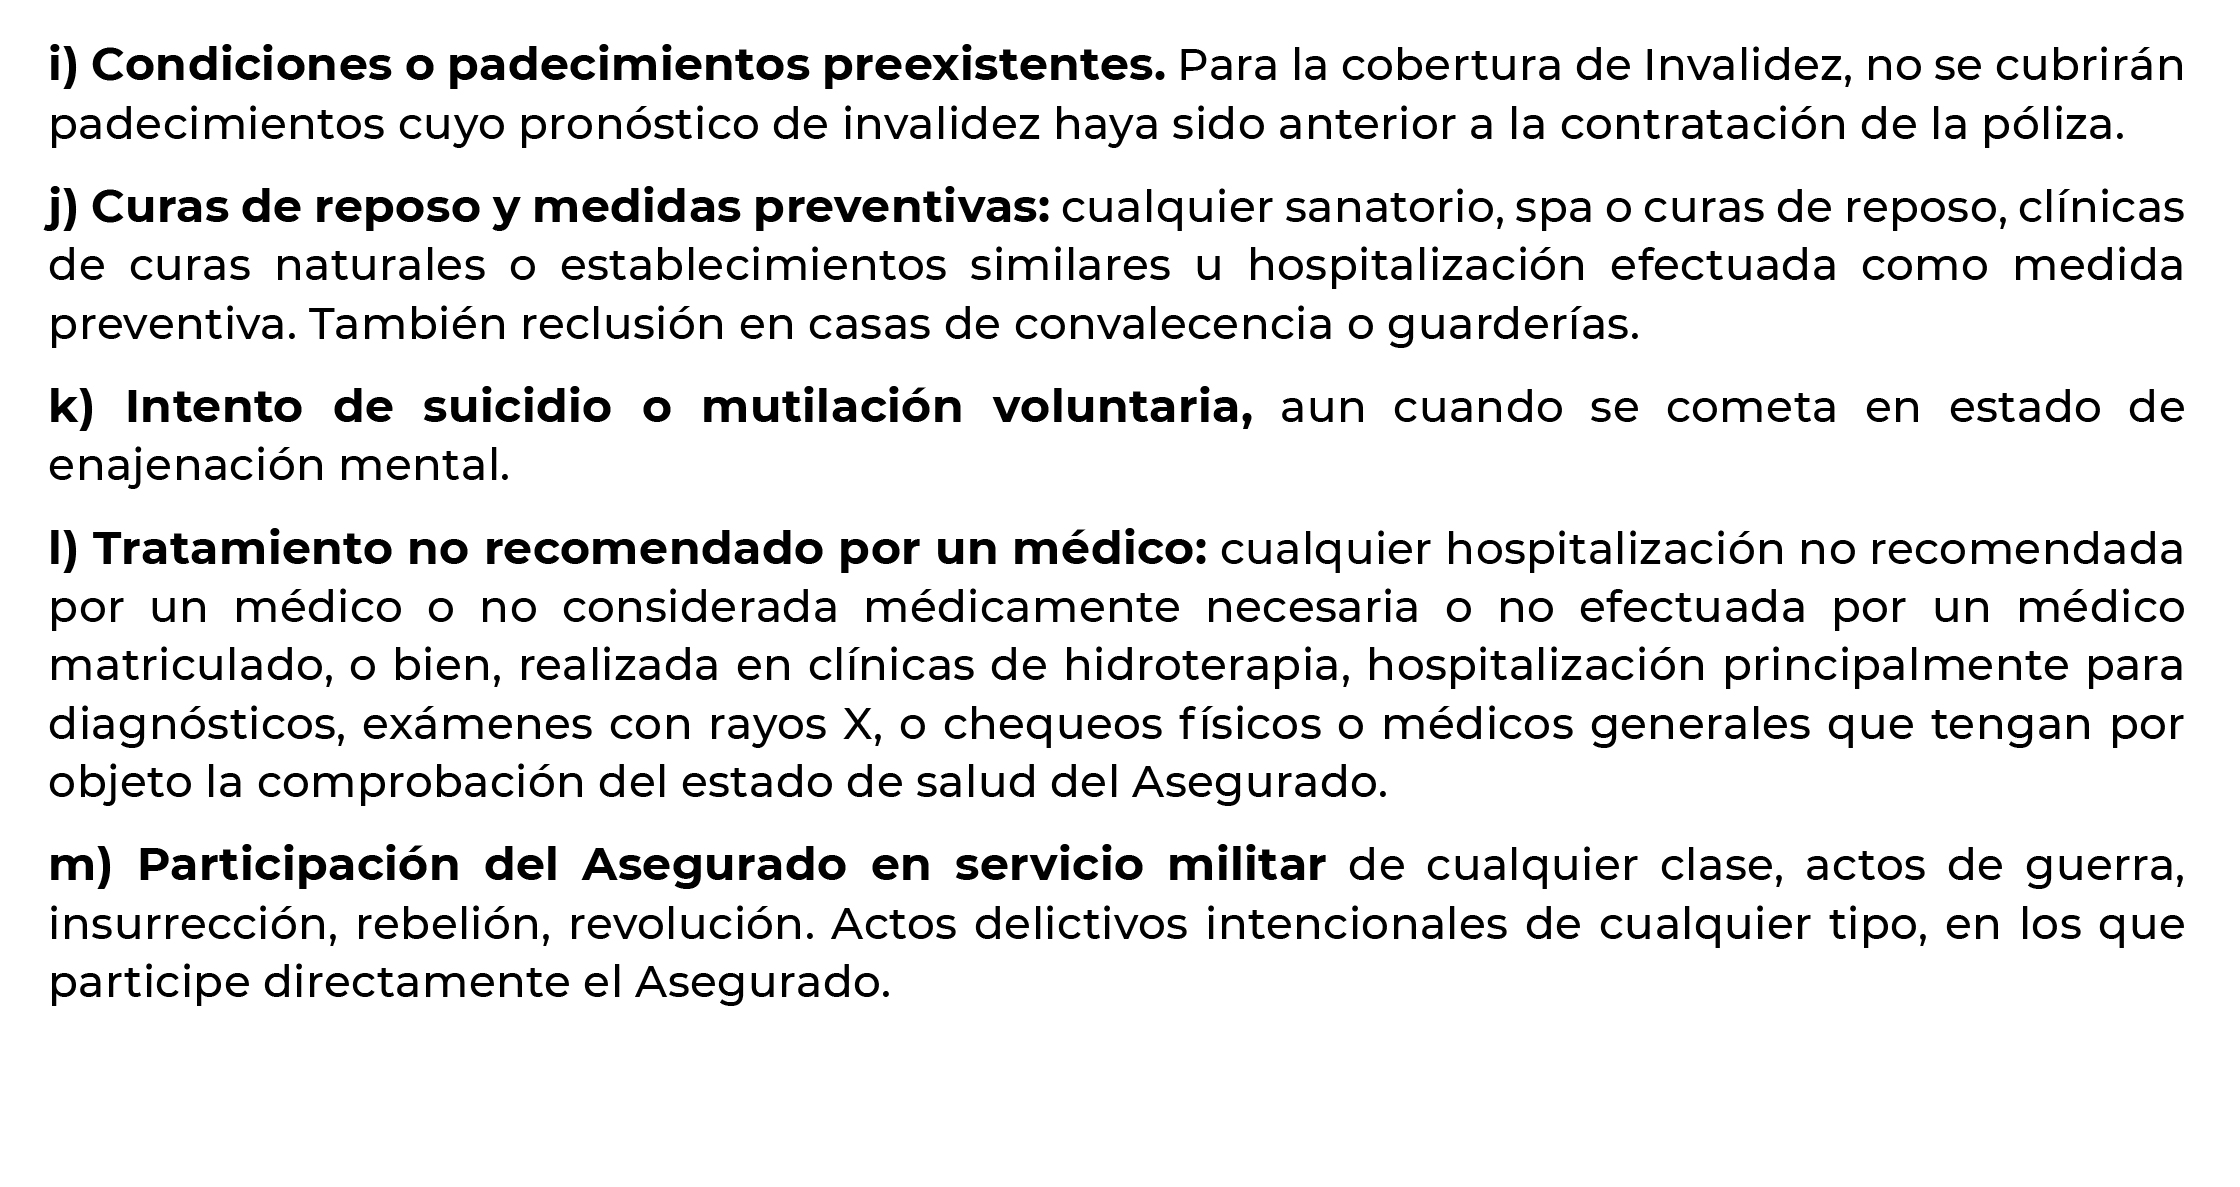 i) Condiciones o padecimientos preexistentes. Para la cobertura de Invalidez, no se cubrirán
padecimientos cuyo pronóstico de invalidez haya sido anterior a la contratación de la póliza.
j) Curas de reposo y medidas preventivas: cualquier sanatorio, spa o curas de reposo, clínicas
de curas naturales o establecimientos similares u hospitalización efectuada como medida
preventiva. También reclusión en casas de convalecencia o guarderías.
k) Intento de suicidio o mutilación voluntaria, aun cuando se cometa en estado de
enajenación mental.
l) Tratamiento no recomendado por un médico: cualquier hospitalización no recomendada
por un médico o no considerada médicamente necesaria o no efectuada por un médico
matriculado, o bien, realizada en clínicas de hidroterapia, hospitalización principalmente para
diagnósticos, exámenes con rayos X, o chequeos físicos o médicos generales que tengan por
objeto la comprobación del estado de salud del Asegurado.
m) Participación del Asegurado en servicio militar de cualquier clase, actos de guerra,
insurrección, rebelión, revolución. Actos delictivos intencionales de cualquier tipo, en los que
participe directamente el Asegurado.